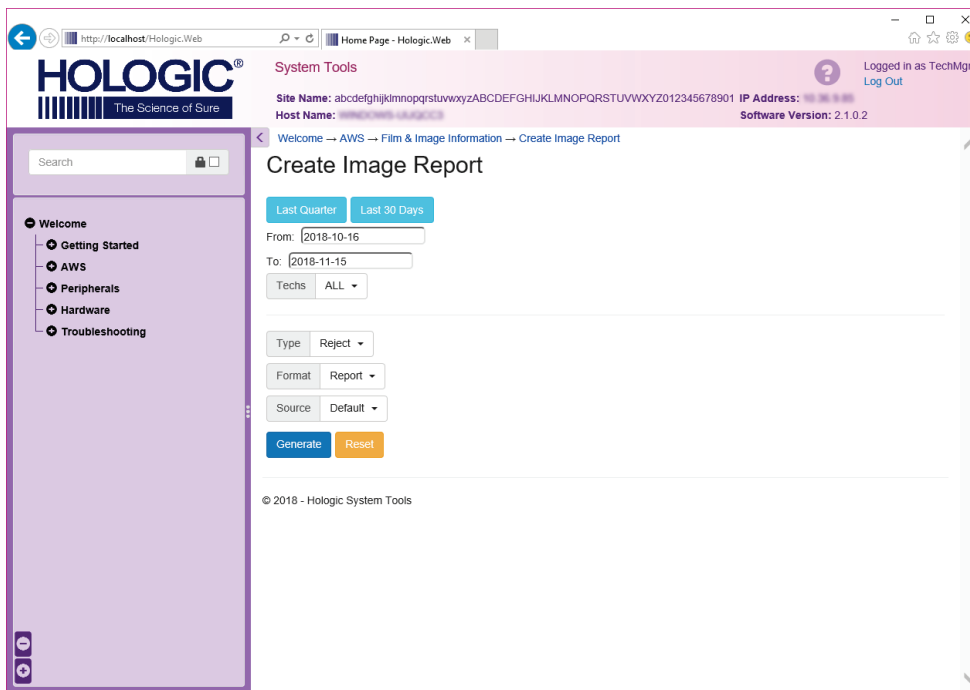 http://localhost/Hologic.Web
Home Page - Hologic.Web
HOLOGIC®
The Science of Sure
System Tools
Logged in as TechMgr
Log Out
Site Name: abcdefghijklmnopqrstuvwxyzABCDEFGHIJKLMNOPQRSTUVWXYZ012345678901 IP Address:
Host Name:
Software Version: 2.1.0.2
Welcome → AWS → Film & Image Information → Create Image Report
Search
Create Image Report
Last Quarter
Last 30 Days
From: 2018-10-16
To: 2018-11-15
Techs ALL
Welcome
Getting Started
AWS
Peripherals
Hardware
Troubleshooting
Type Reject
Format Report
Source Default
Generate
Reset
© 2018 - Hologic System Tools